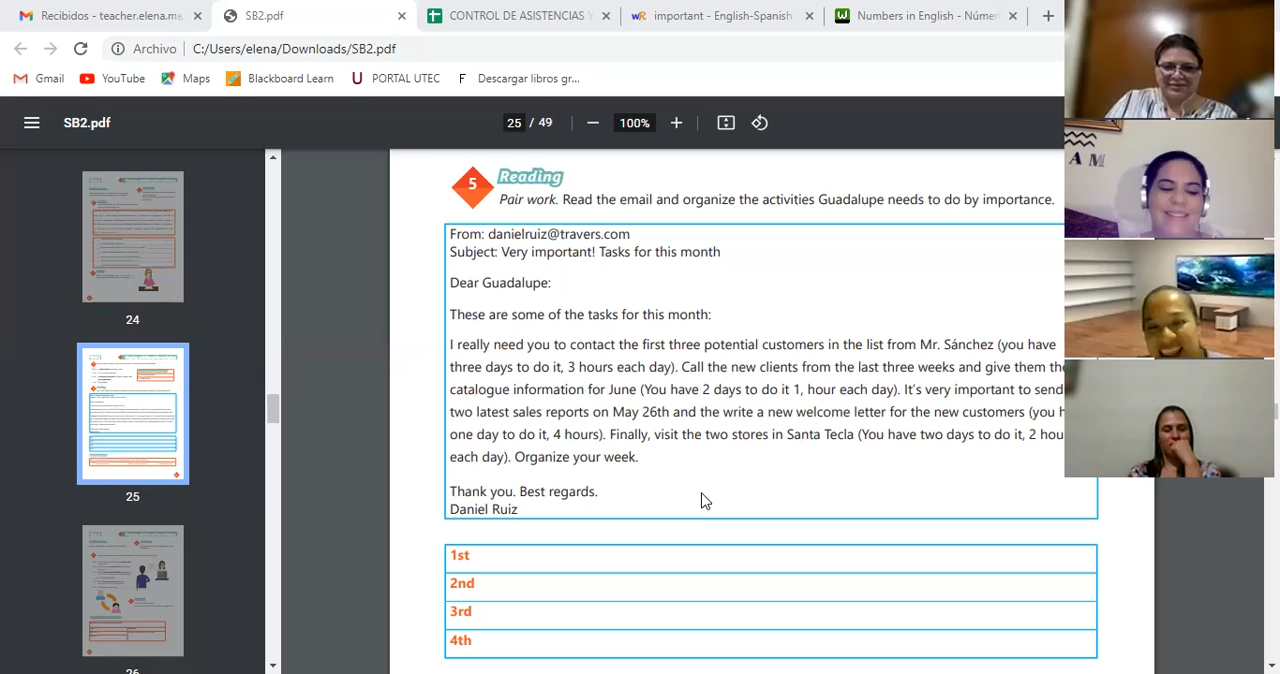 Recibidos - teacher.elena.me
SB2.pdf
CONTROL DE ASISTENCIAS Y
important - English-Spanish
Numbers in English - Númer
Archivo
C:/Users/elena/Downloads/SB2.pdf
Gmail
YouTube
Maps
Blackboard Learn
PORTAL UTEC
Descargar libros gr...
SB2.pdf
25 / 49
100%
24
25
26
5 Reading
Pair work. Read the email and organize the activities Guadalupe needs to do by importance.
From: danielruiz@travers.com
Subject: Very important! Tasks for this month
Dear Guadalupe:
These are some of the tasks for this month:
I really need you to contact the first three potential customers in the list from Mr. Sánchez (you have
three days to do it, 3 hours each day). Call the new clients from the last three weeks and give them
catalogue information for June (You have 2 days to do it 1 hour each day). It's very important to send
two latest sales reports on May 26th and the write a new welcome letter for the new customers (you
one day to do it, 4 hours). Finally, visit the two stores in Santa Tecla (You have two days to do it, 2
each day). Organize your week.
Thank you. Best regards.
Daniel Ruiz
1st
2nd
3rd
4th
A M